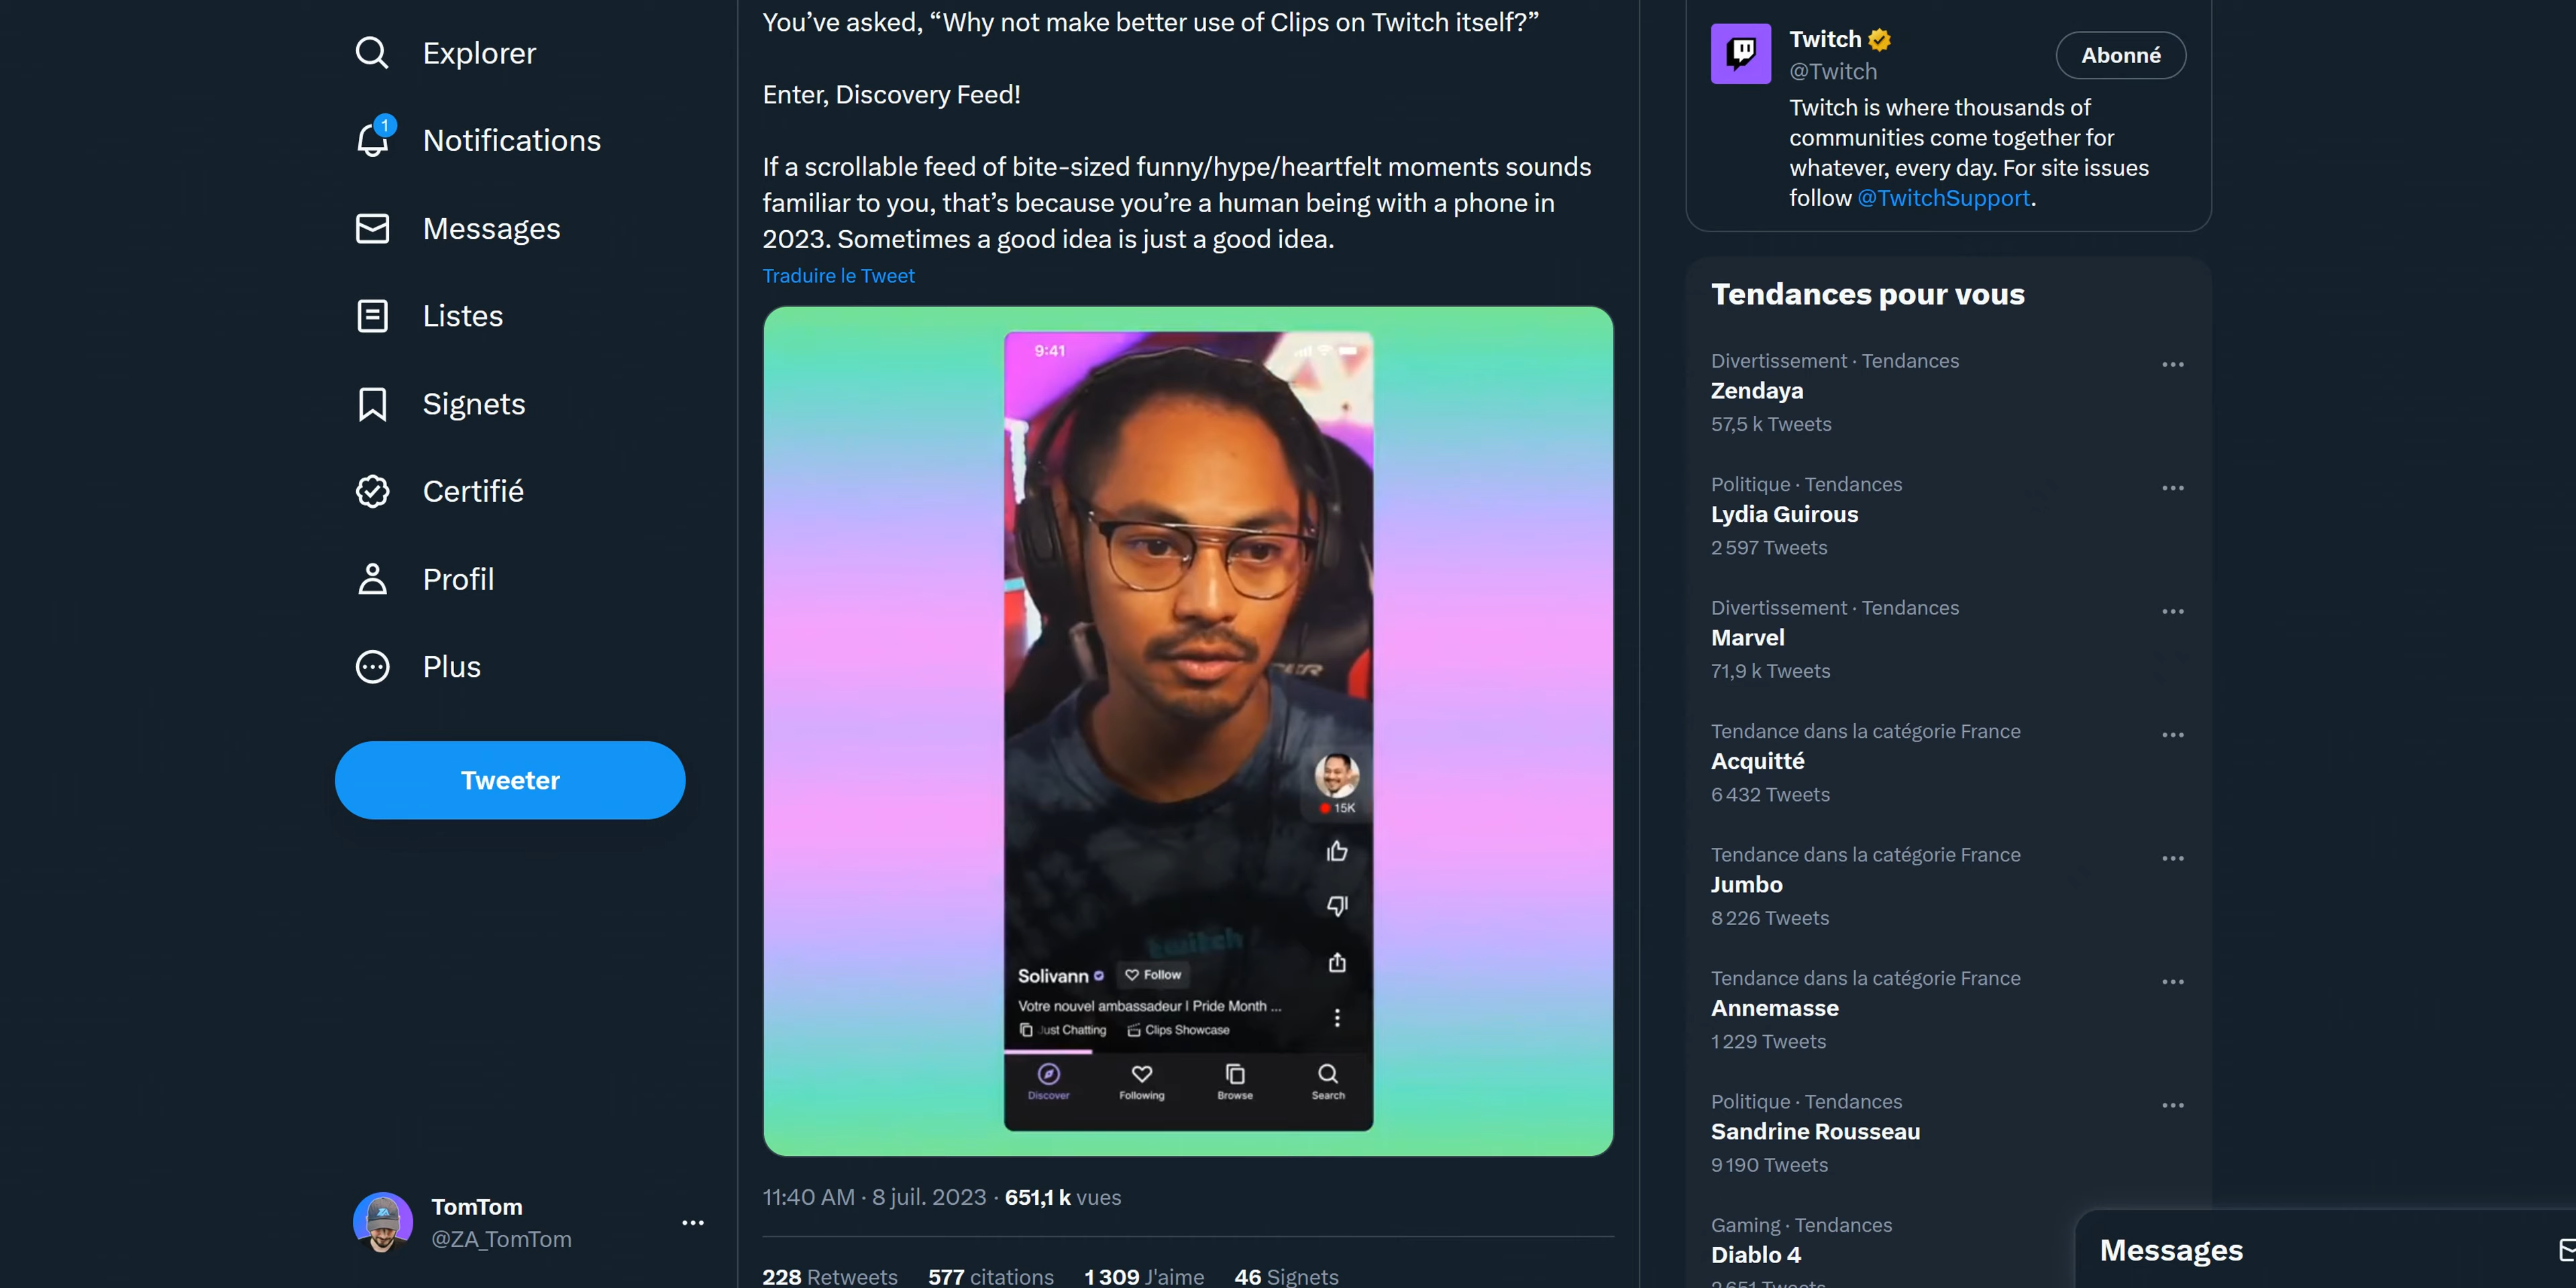 Explorer
1
Notifications
Messages
Listes
Signets
Certifié
Profil
Plus
Tweeter
TomTom
@ZA_TomTom
You’ve asked, “Why not make better use of Clips on Twitch itself?”
Enter, Discovery Feed!
If a scrollable feed of bite-sized funny/hype/heartfelt moments sounds
familiar to you, that’s because you’re a human being with a phone in
2023. Sometimes a good idea is just a good idea.
Traduire le Tweet
9:41
15K
twitch
Solivann
Follow
Votre nouvel ambassadeur | Pride Month ...
Just Chatting Clips Showcase
Discover Following Browse Search
11:40 AM · 8 juil. 2023 · 651,1 k vues
228 Retweets 577 citations 1 309 J'aime 46 Signets
Twitch
@Twitch
Abonné
Twitch is where thousands of
communities come together for
whatever, every day. For site issues
follow @TwitchSupport.
Tendances pour vous
Divertissement · Tendances
Zendaya
57,5 k Tweets
Politique · Tendances
Lydia Guirous
2 597 Tweets
Divertissement · Tendances
Marvel
71,9 k Tweets
Tendance dans la catégorie France
Acquitté
6 432 Tweets
Tendance dans la catégorie France
Jumbo
8 226 Tweets
Tendance dans la catégorie France
Annemasse
1 229 Tweets
Politique · Tendances
Sandrine Rousseau
9 190 Tweets
Gaming · Tendances
Diablo 4
2 651 Tweets
Messages